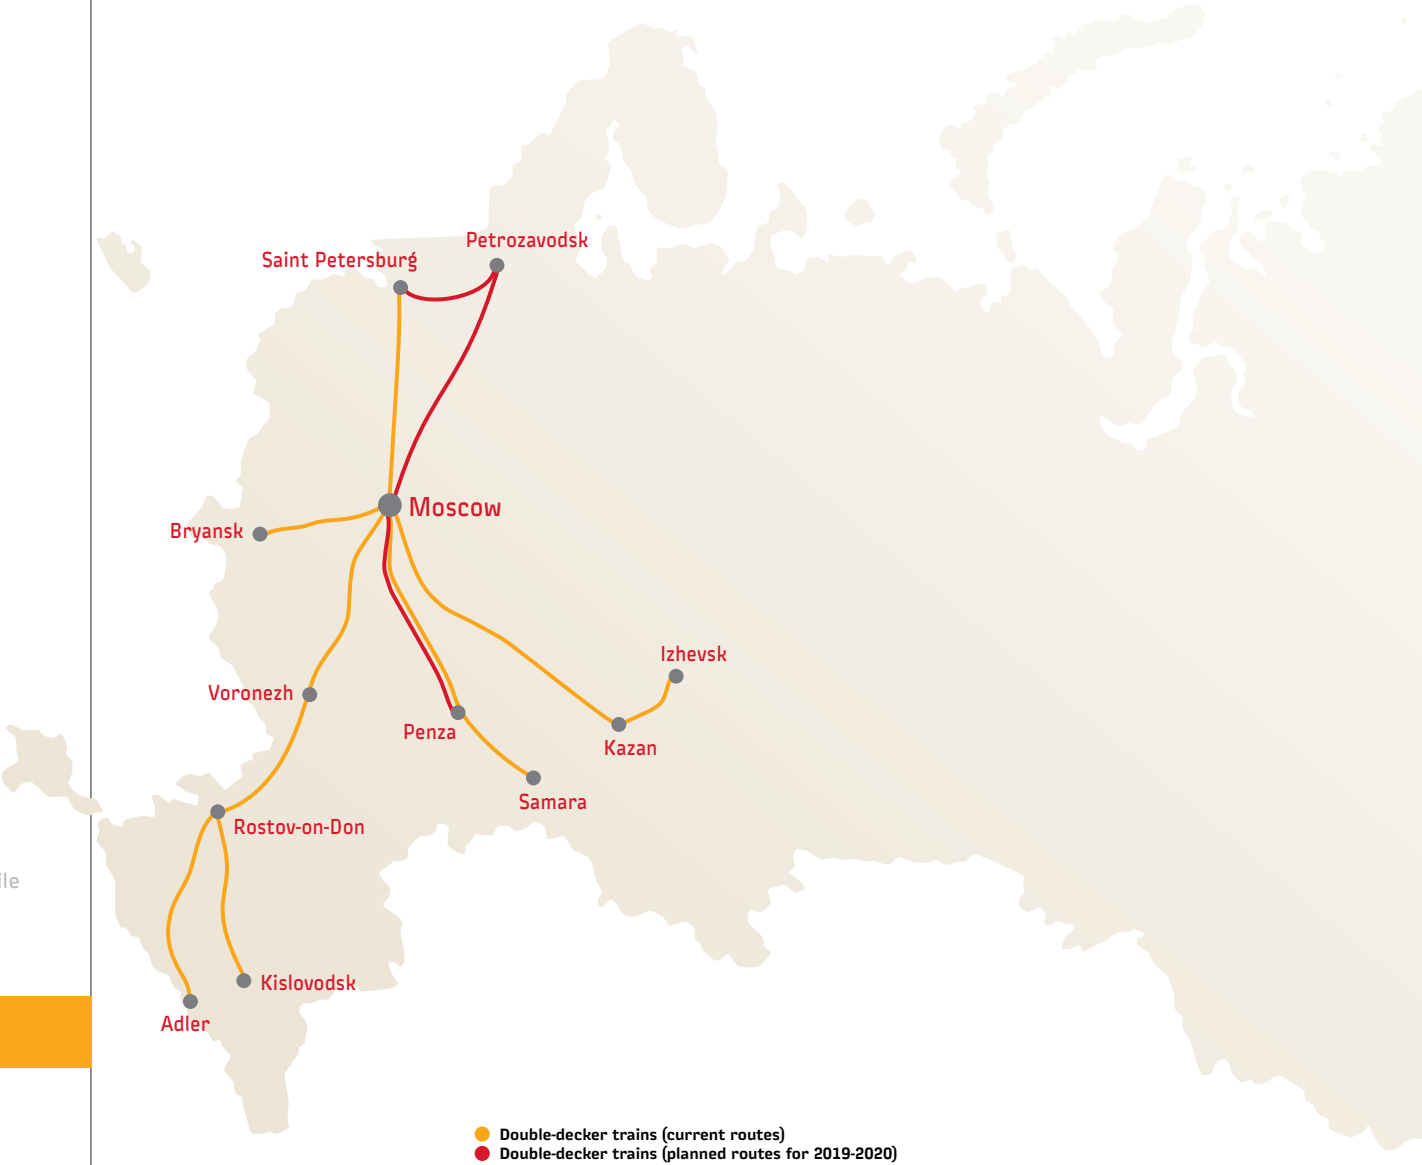 Petrozavodsk
Saint Petersburg
Moscow
Bryansk
Izhevsk
Voronezh
Penza
Kazan
Samara
Rostov-on-Don
ile
Kislovodsk
Adler
Double-decker trains (current routes)
Double-decker trains (planned routes for 2019-2020)